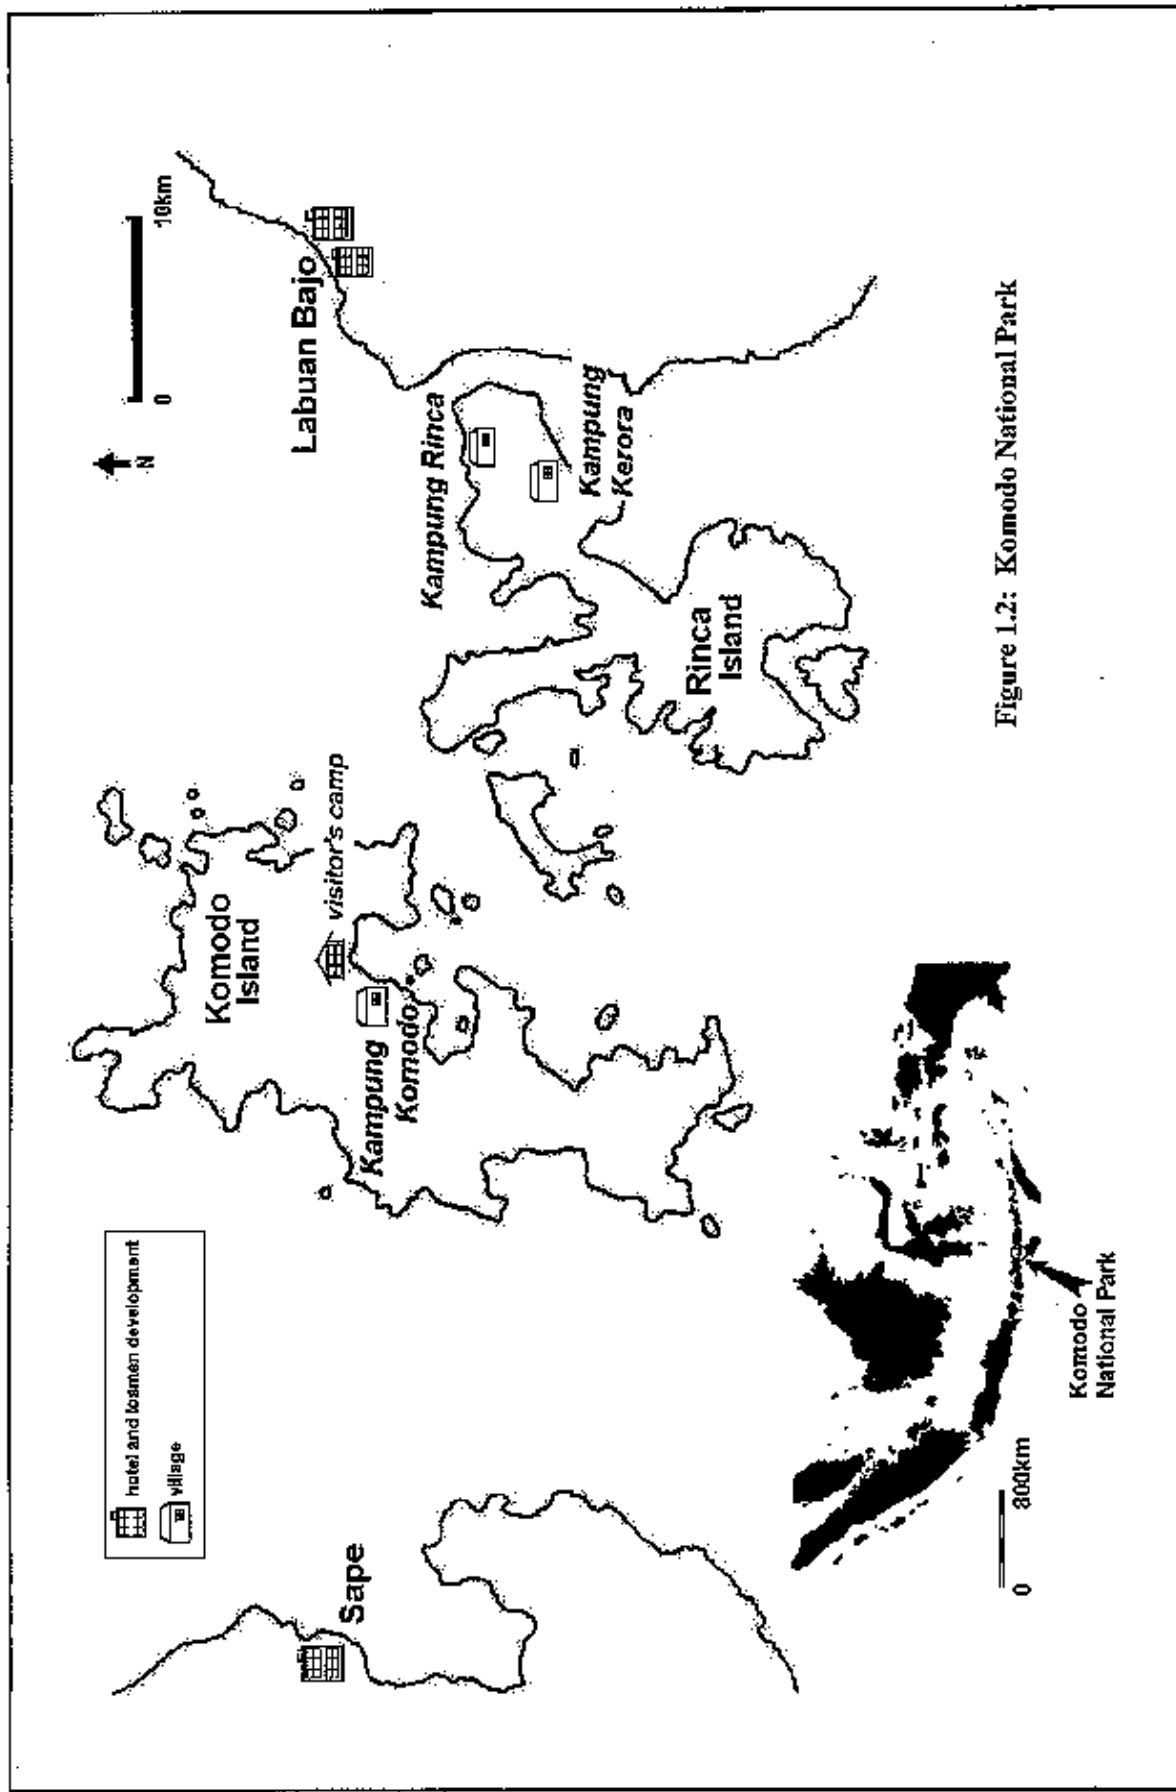 hotel and losmen development
village
Sape
Komodo
Island
visitor's camp
Kampung
Komodo
N
0
10km
Labuan Bajo
Kampung Rinca
Kampung
Kerora
Rinca
Island
0
800km
Komodo
National Park
Figure 1.2: Komodo National Park